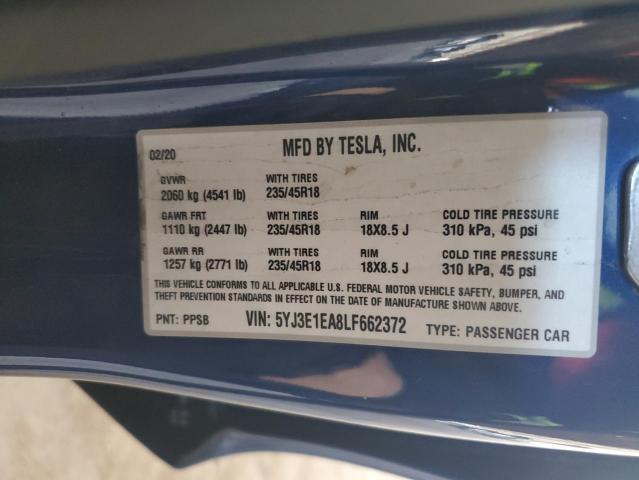 02/20 MFD BY TESLA, INC.
GVWR WITH TIRES
2060 kg (4541 lb) 235/45R18
GAWR FRT WITH TIRES RIM COLD TIRE PRESSURE
1110 kg (2447 lb) 235/45R18 18X8.5 J 310 kPa, 45 psi
GAWR RR WITH TIRES RIM COLD TIRE PRESSURE
1257 kg (2771 lb) 235/45R18 18X8.5 J 310 kPa, 45 psi
THIS VEHICLE CONFORMS TO ALL APPLICABLE U.S. FEDERAL MOTOR VEHICLE SAFETY, BUMPER, AND
THEFT PREVENTION STANDARDS IN EFFECT ON THE DATE OF MANUFACTURE SHOWN ABOVE.
PNT: PPSB VIN: 5YJ3E1EA8LF662372 TYPE: PASSENGER CAR